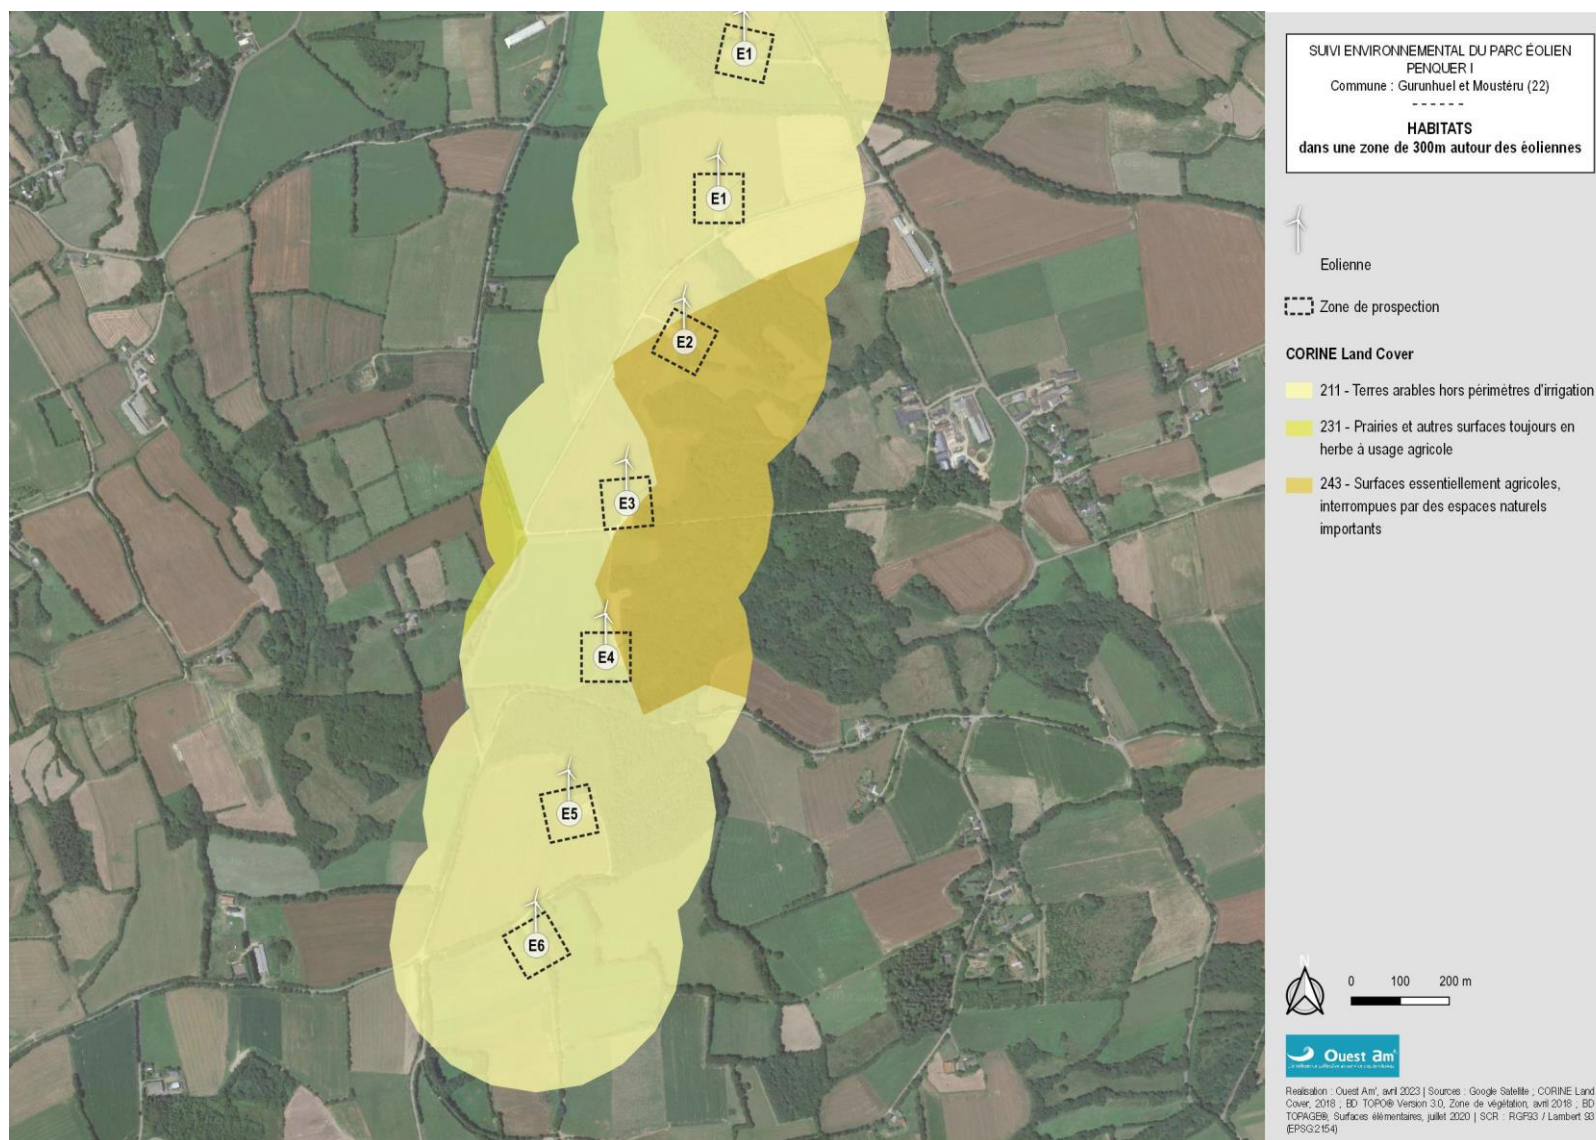 SUIVI ENVIRONNEMENTAL DU PARC ÉOLIEN
PENQUER I
Commune : Gurunhuel et Moustéru (22)
------
HABITATS
dans une zone de 300m autour des éoliennes
Eolienne
Zone de prospection
CORINE Land Cover
211 - Terres arables hors périmètres d'irrigation
231 - Prairies et autres surfaces toujours en
herbe à usage agricole
243 - Surfaces essentiellement agricoles,
interrompues par des espaces naturels
importants
E1
E1
E2
E3
E4
E5
E6
N
0 100 200 m
Ouest am'
Réalisation : Ouest Am', avril 2023 | Sources : Google Satellite ; CORINE Land
Cover, 2018 ; BD TOPO® Version 3.0, Zone de végétation, avril 2018 ; BD
TOPAGE®, Surfaces élémentaires, juillet 2020 | SCR : RGF93 / Lambert 93
(EPSG:2154)